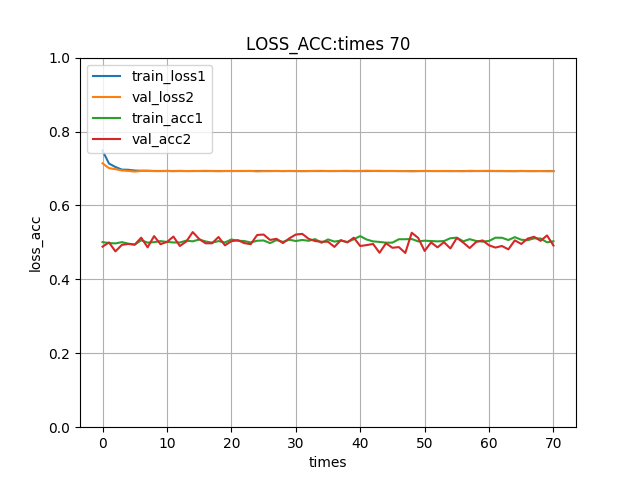 LOSS_ACC:times 70
1.0
0.8
0.6
0.4
0.2
0.0
loss_acc
train_loss1
val_loss2
train_acc1
val_acc2
0 10 20 30 40 50 60 70
times